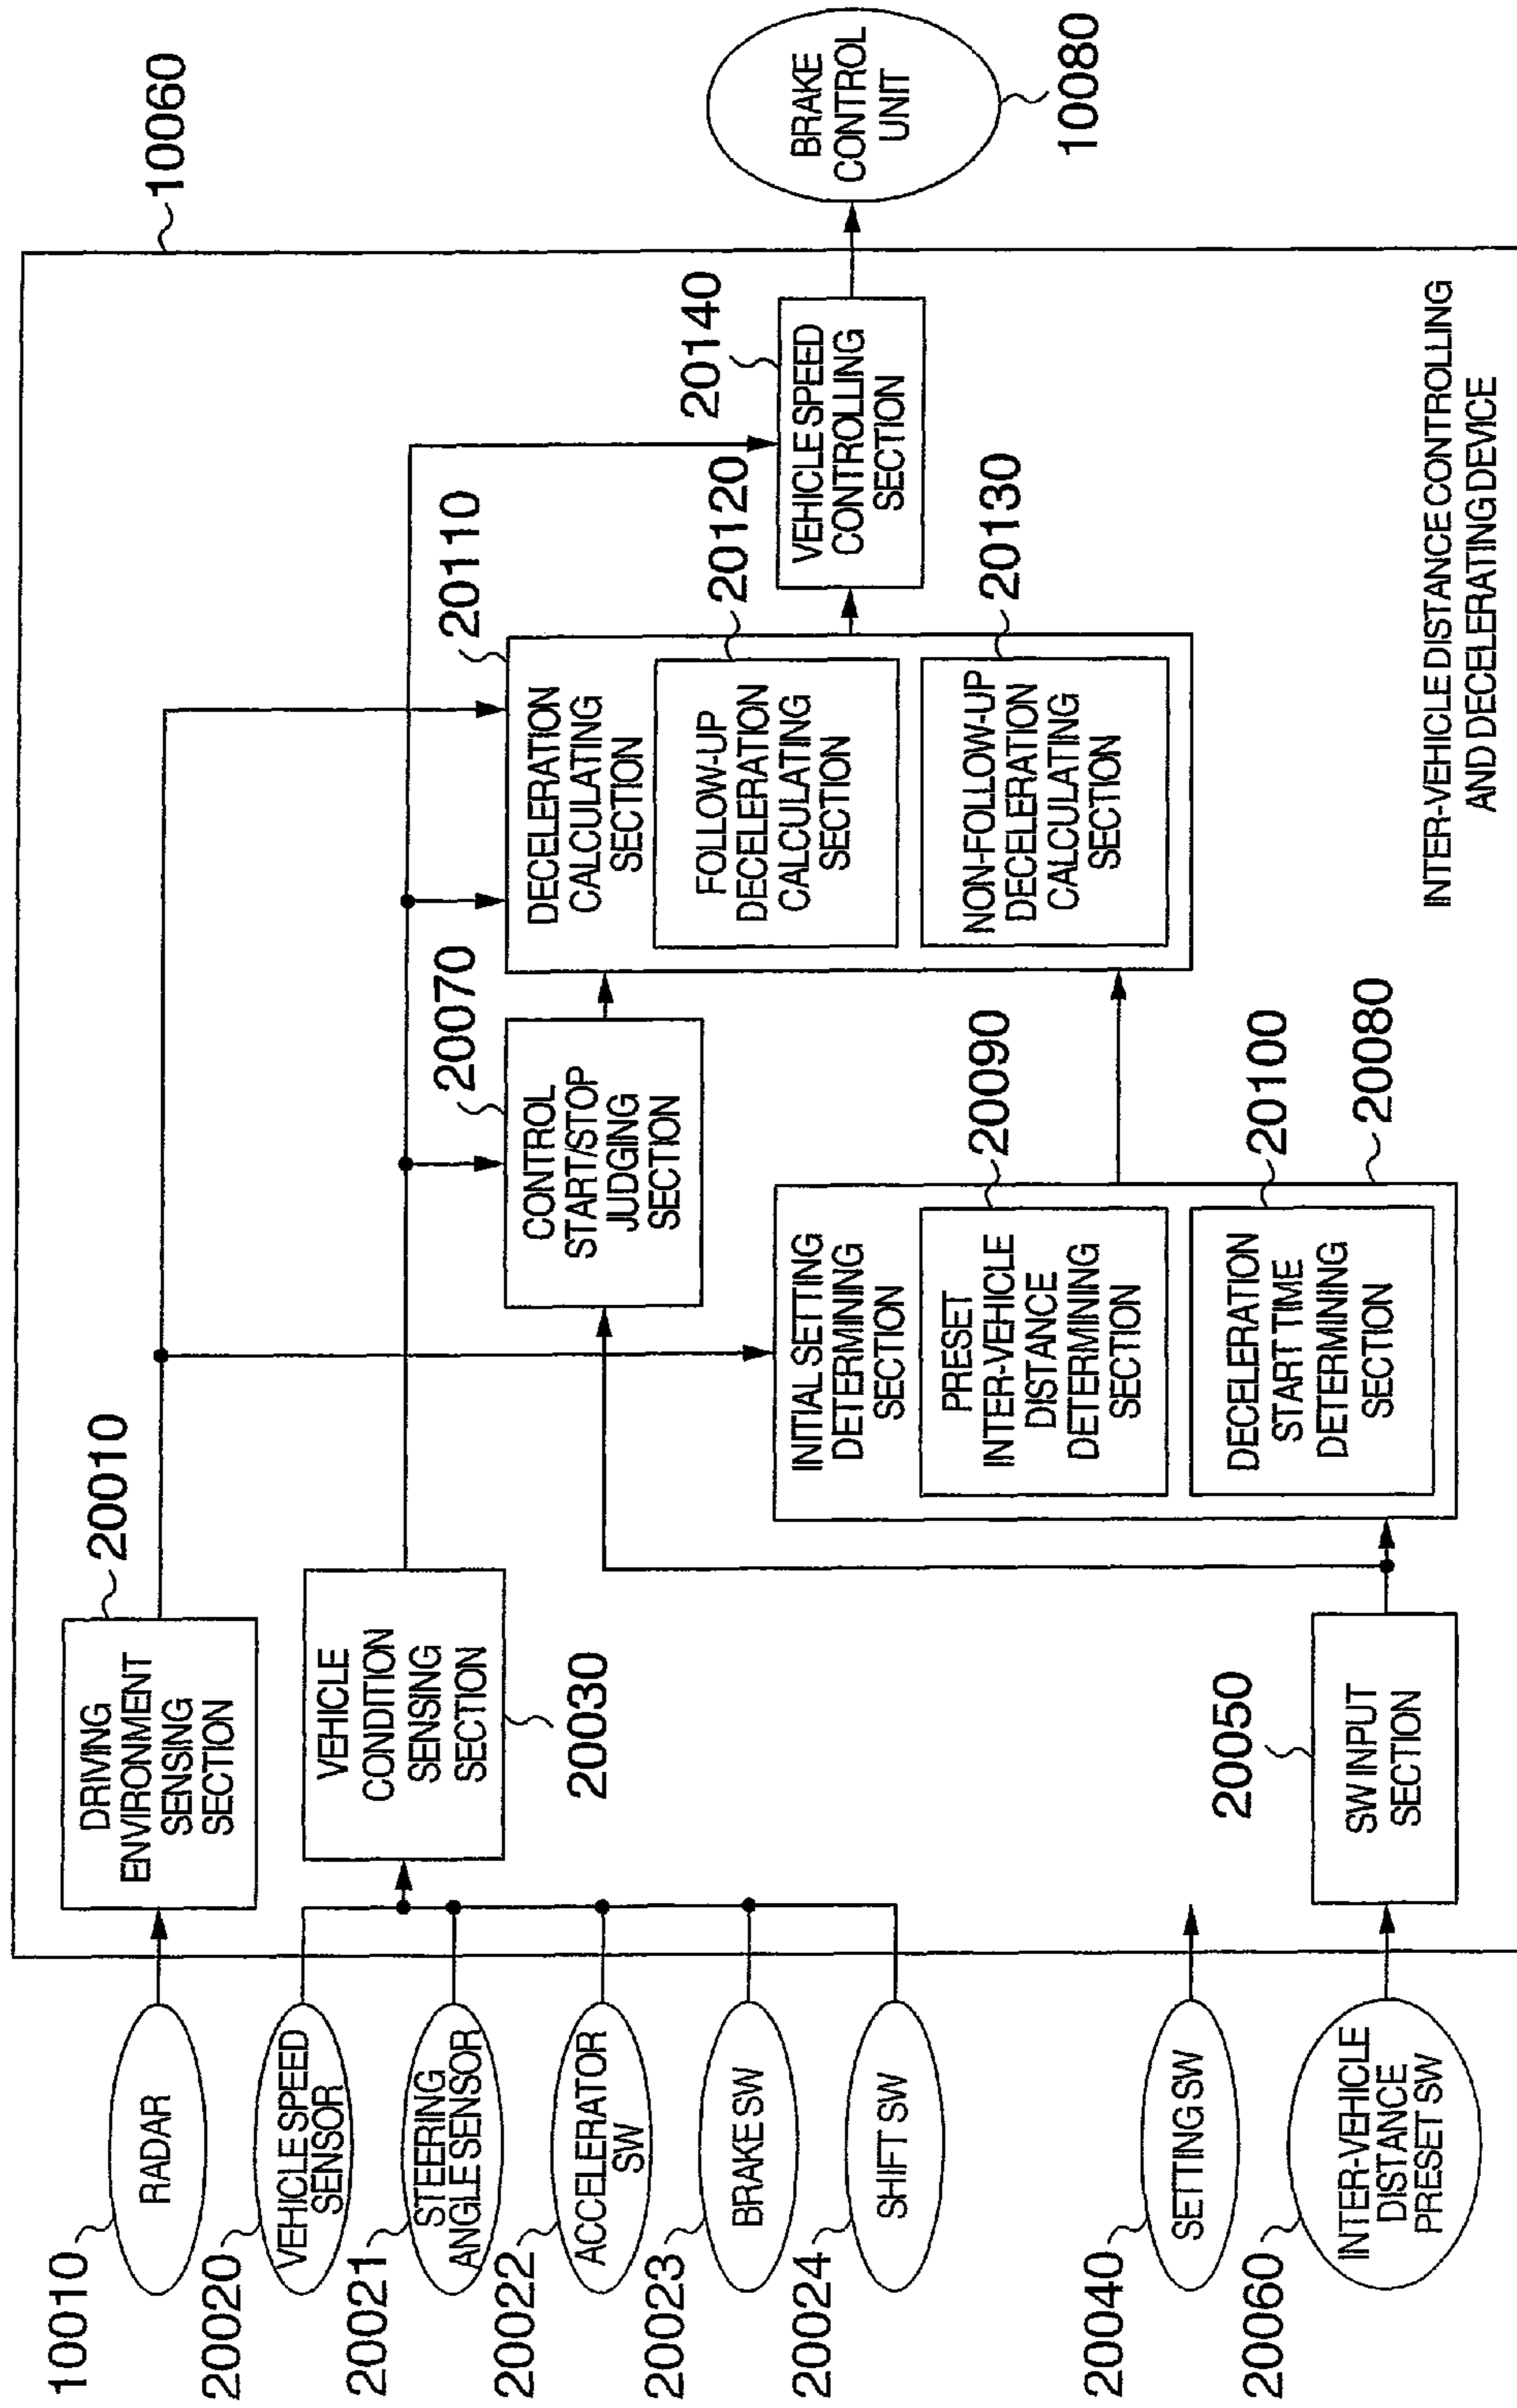 10010
RADAR
20020
VEHICLE SPEED
SENSOR
20021
STEERING
ANGLE SENSOR
20022
ACCELERATOR
SW
20023
BRAKE SW
20024
SHIFT SW
20040
SETTING SW
20060
INTER-VEHICLE
DISTANCE
PRESET SW
DRIVING
ENVIRONMENT
SENSING
SECTION
20010
VEHICLE
CONDITION
SENSING
SECTION
20030
20050
SW INPUT
SECTION
20070
CONTROL
START/STOP
JUDGING
SECTION
INITIAL SETTING
DETERMINING
SECTION
PRESET
INTER-VEHICLE
DISTANCE
DETERMINING
SECTION
20090
DECELERATION
START TIME
DETERMINING
SECTION
20100
20080
20110
DECELERATION
CALCULATING
SECTION
FOLLOW-UP
DECELERATION
CALCULATING
SECTION
20120
NON-FOLLOW-UP
DECELERATION
CALCULATING
SECTION
20130
20140
VEHICLE SPEED
CONTROLLING
SECTION
10060
BRAKE
CONTROL
UNIT
10080
INTER-VEHICLE DISTANCE CONTROLLING
AND DECELERATING DEVICE